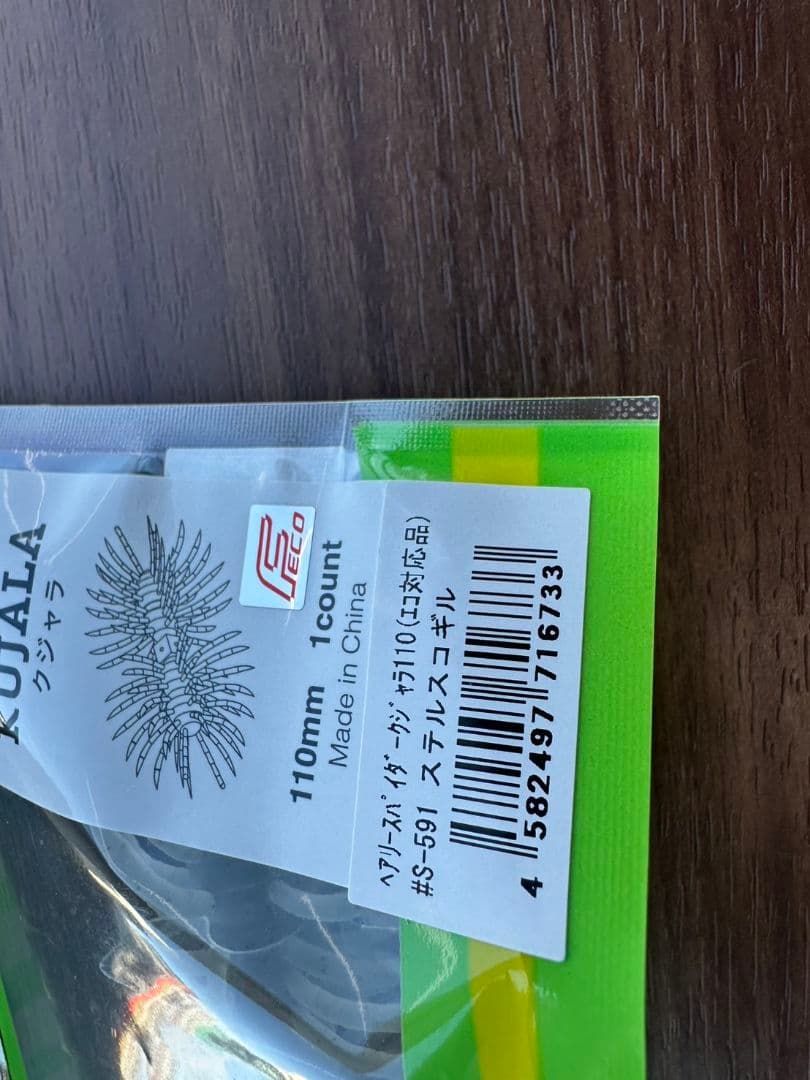 KUJALA
クジャラ
FECO
110mm 1count
Made in China
ﾍｱﾘｰｽﾊﾟｲﾀﾞｰｸｼﾞｬﾗ110(ｴｺ対応品)
#S-591 ステルスコギル
4 582497 716733